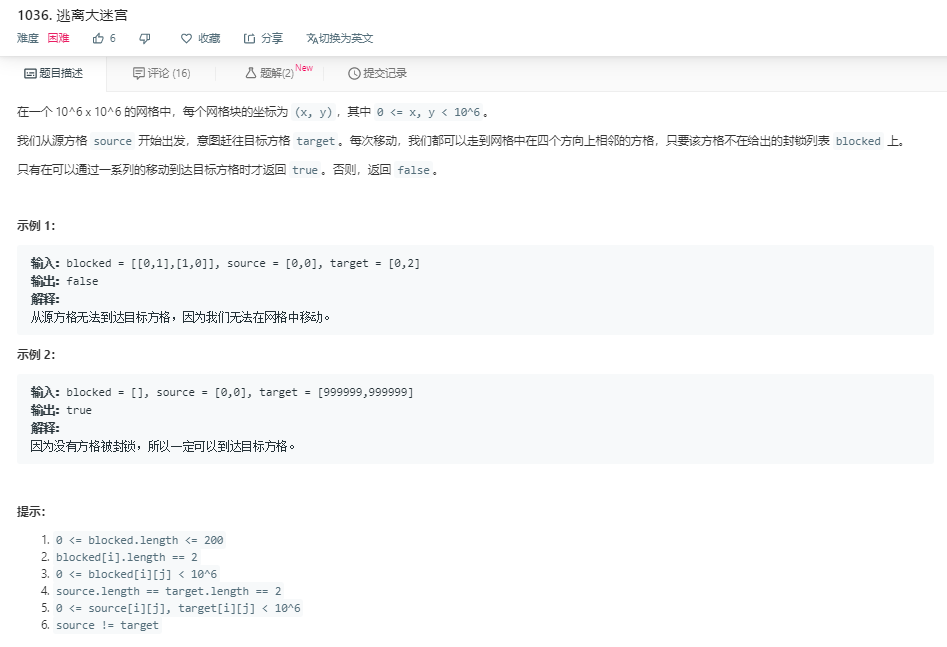 1036. 逃离大迷宫
难度 困难 6 收藏 分享 切换为英文
题目描述 评论 (16) 题解(2) New 提交记录
在一个 10^6 x 10^6 的网格中，每个网格块的坐标为 (x, y)，其中 0 <= x, y < 10^6。
我们从源方格 source 开始出发，意图赶往目标方格 target。每次移动，我们都可以走到网格中在四个方向上相邻的方格，只要该方格不在给出的封锁列表 blocked 上。
只有在可以通过一系列的移动到达目标方格时才返回 true。否则，返回 false。
示例 1：
输入：blocked = [[0,1],[1,0]], source = [0,0], target = [0,2]
输出：false
解释：
从源方格无法到达目标方格，因为我们无法在网格中移动。
示例 2：
输入：blocked = [], source = [0,0], target = [999999,999999]
输出：true
解释：
因为没有方格被封锁，所以一定可以到达目标方格。
提示：
1. 0 <= blocked.length <= 200
2. blocked[i].length == 2
3. 0 <= blocked[i][j] < 10^6
4. source.length == target.length == 2
5. 0 <= source[i][j], target[i][j] < 10^6
6. source != target